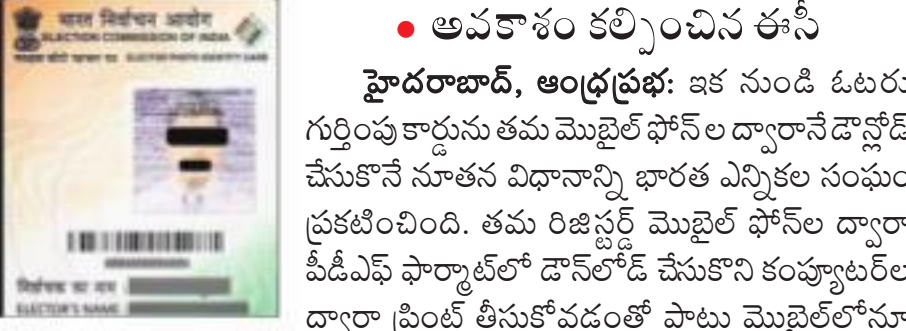 भारत निर्वाचन आयोग
ELECTION COMMISSION OF INDIA
ELECTOR PHOTO IDENTITY CARD
निर्वाचक का नाम
ELECTOR'S NAME
• అవకాశం కల్పించిన ఈసీ
హైదరాబాద్, ఆంధ్రప్రభ: ఇక నుండి ఓటరు
గుర్తింపు కార్డును తమ మొబైల్ ఫోన్‌ల ద్వారానే డౌన్లోడ్
చేసుకొనే నూతన విధానాన్ని భారత ఎన్నికల సంఘం
ప్రకటించింది. తమ రిజిస్టర్డ్ మొబైల్ ఫోన్‌ల ద్వారా
పీడీఎఫ్ ఫార్మాట్‌లో డౌన్‌లోడ్ చేసుకొని కంప్యూటర్‌ల
ద్వారా ప్రింట్ తీసుకోవడంతో పాటు మొబైల్‌లోనూ